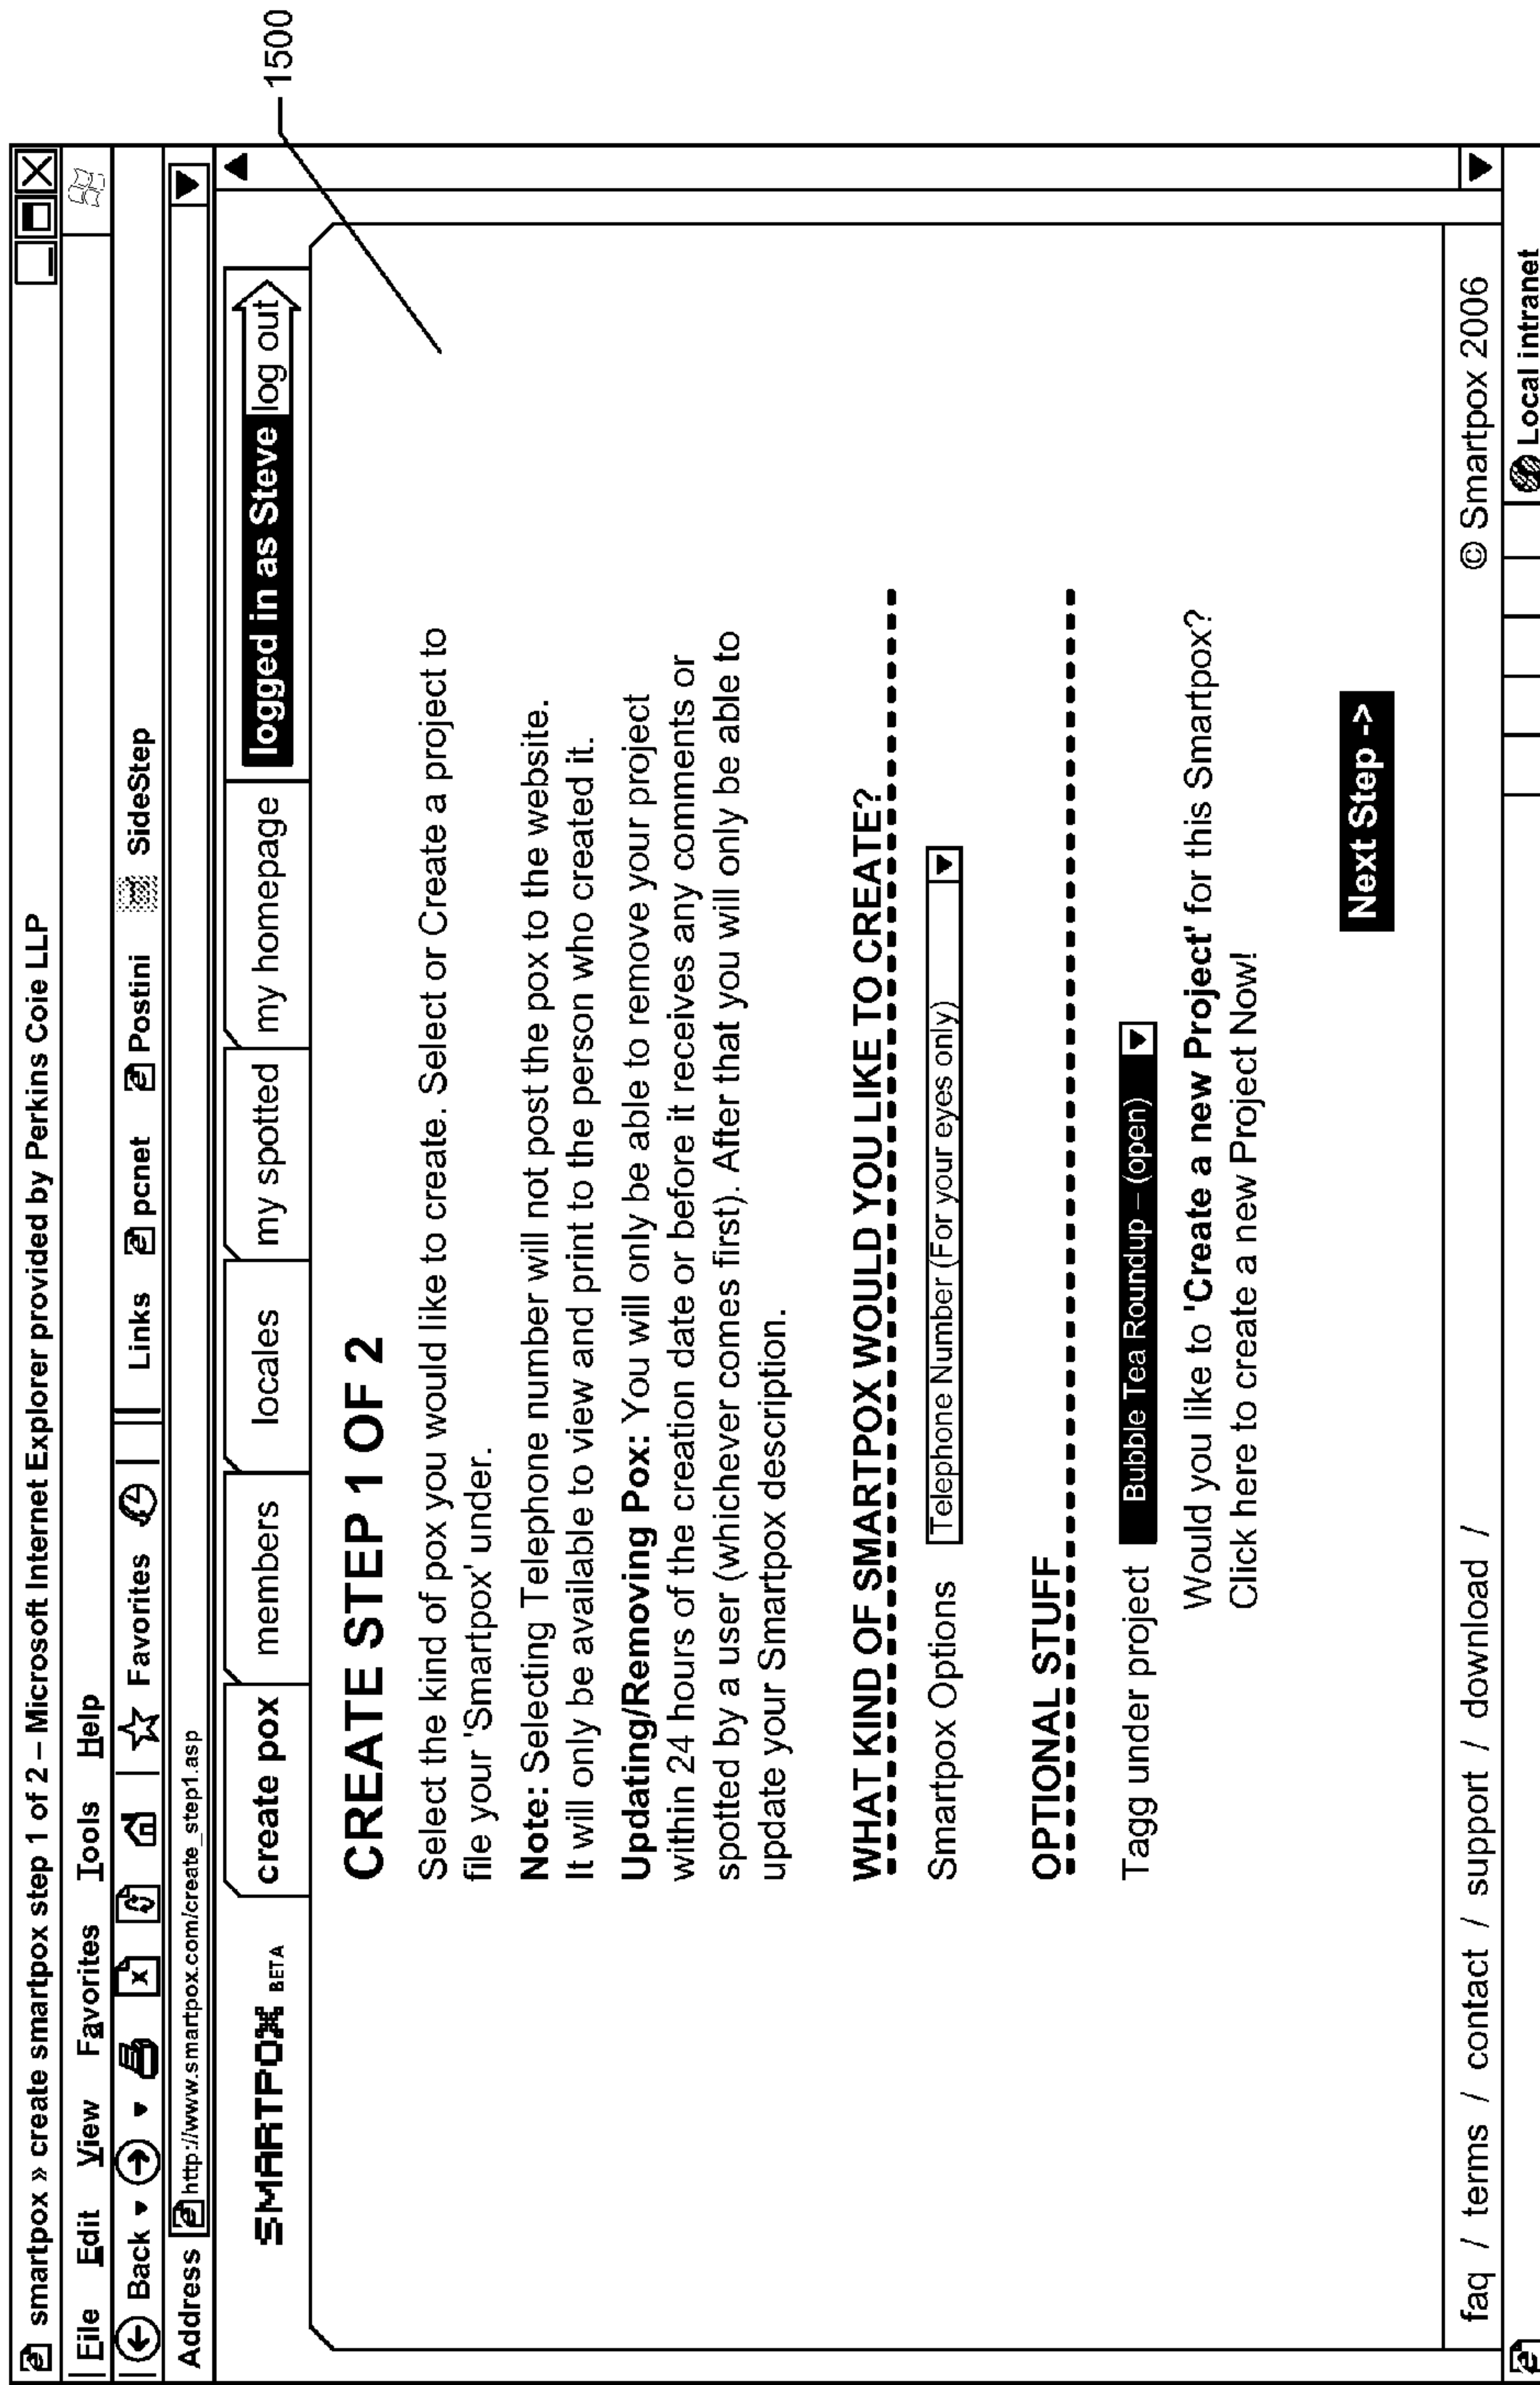 smartpox » create smartpox step 1 of 2 – Microsoft Internet Explorer provided by Perkins Coie LLP
File Edit View Favorites Tools Help
Back Favorites Links pcnet Postini SideStep
Address http://www.smartpox.com/create_step1.asp
SMARTPOX BETA create pox members locales my spotted my homepage logged in as Steve log out
1500
CREATE STEP 1 OF 2
Select the kind of pox you would like to create. Select or Create a project to
file your 'Smartpox' under.
Note: Selecting Telephone number will not post the pox to the website.
It will only be available to view and print to the person who created it.
Updating/Removing Pox: You will only be able to remove your project
within 24 hours of the creation date or before it receives any comments or
spotted by a user (whichever comes first). After that you will only be able to
update your Smartpox description.
WHAT KIND OF SMARTPOX WOULD YOU LIKE TO CREATE?
Smartpox Options Telephone Number (For your eyes only)
OPTIONAL STUFF
Tagg under project Bubble Tea Roundup – (open)
Would you like to 'Create a new Project' for this Smartpox?
Click here to create a new Project Now!
Next Step ->
faq / terms / contact / support / download / © Smartpox 2006
Local intranet